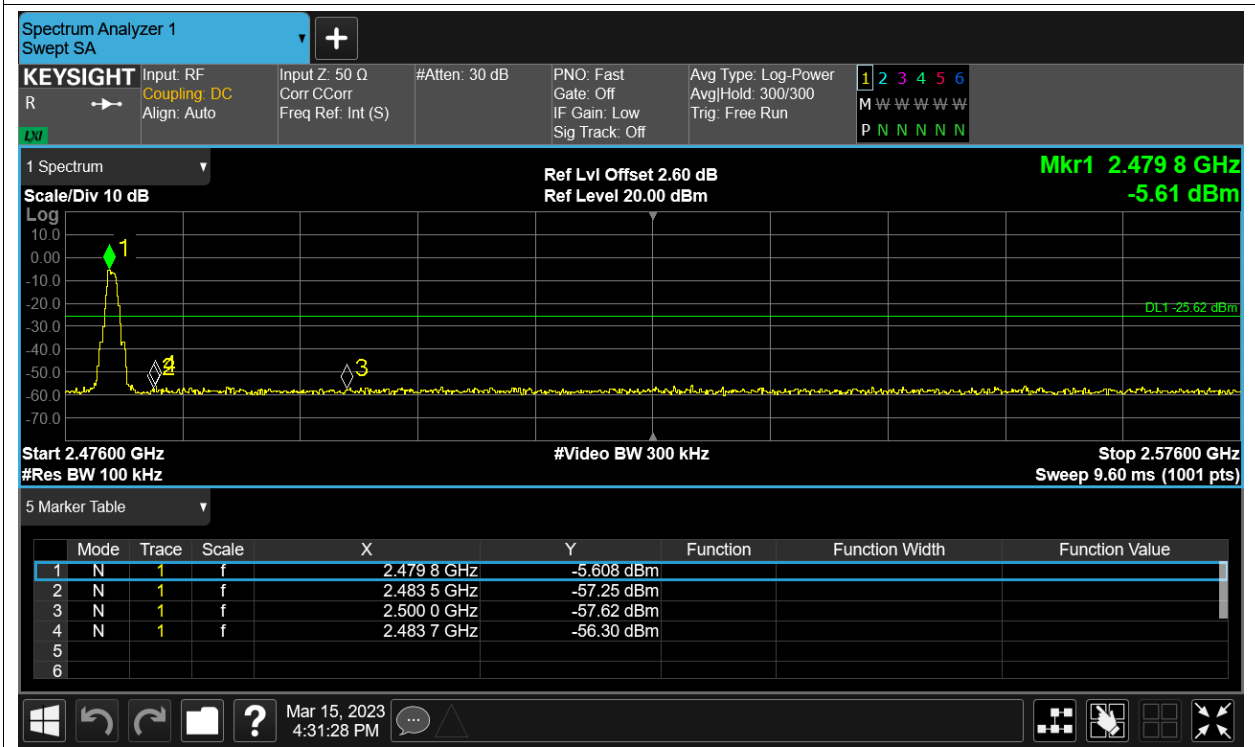 Spectrum Analyzer 1
Swept SA
+
KEYSIGHT Input: RF Input Z: 50 Ω #Atten: 30 dB PNO: Fast Avg Type: Log-Power 1 2 3 4 5 6
R Coupling: DC Corr CCorr Gate: Off Avg|Hold: 300/300 M W W W W W W
Align: Auto Freq Ref: Int (S) IF Gain: Low Trig: Free Run
LXI Sig Track: Off P N N N N N N
1 Spectrum Ref Lvl Offset 2.60 dB Mkr1 2.479 8 GHz
Scale/Div 10 dB Ref Level 20.00 dBm -5.61 dBm
Log
10.0
1
0.00
-10.0
-20.0
DL1 -25.62 dBm
-30.0
-40.0
3
-50.0
-60.0
-70.0
Start 2.47600 GHz #Video BW 300 kHz Stop 2.57600 GHz
#Res BW 100 kHz Sweep 9.60 ms (1001 pts)
5 Marker Table
Mode Trace Scale X Y Function Function Width Function Value
1 N 1 f 2.479 8 GHz -5.608 dBm
2 N 1 f 2.483 5 GHz -57.25 dBm
3 N 1 f 2.500 0 GHz -57.62 dBm
4 N 1 f 2.483 7 GHz -56.30 dBm
5
6
? Mar 15, 2023
4:31:28 PM